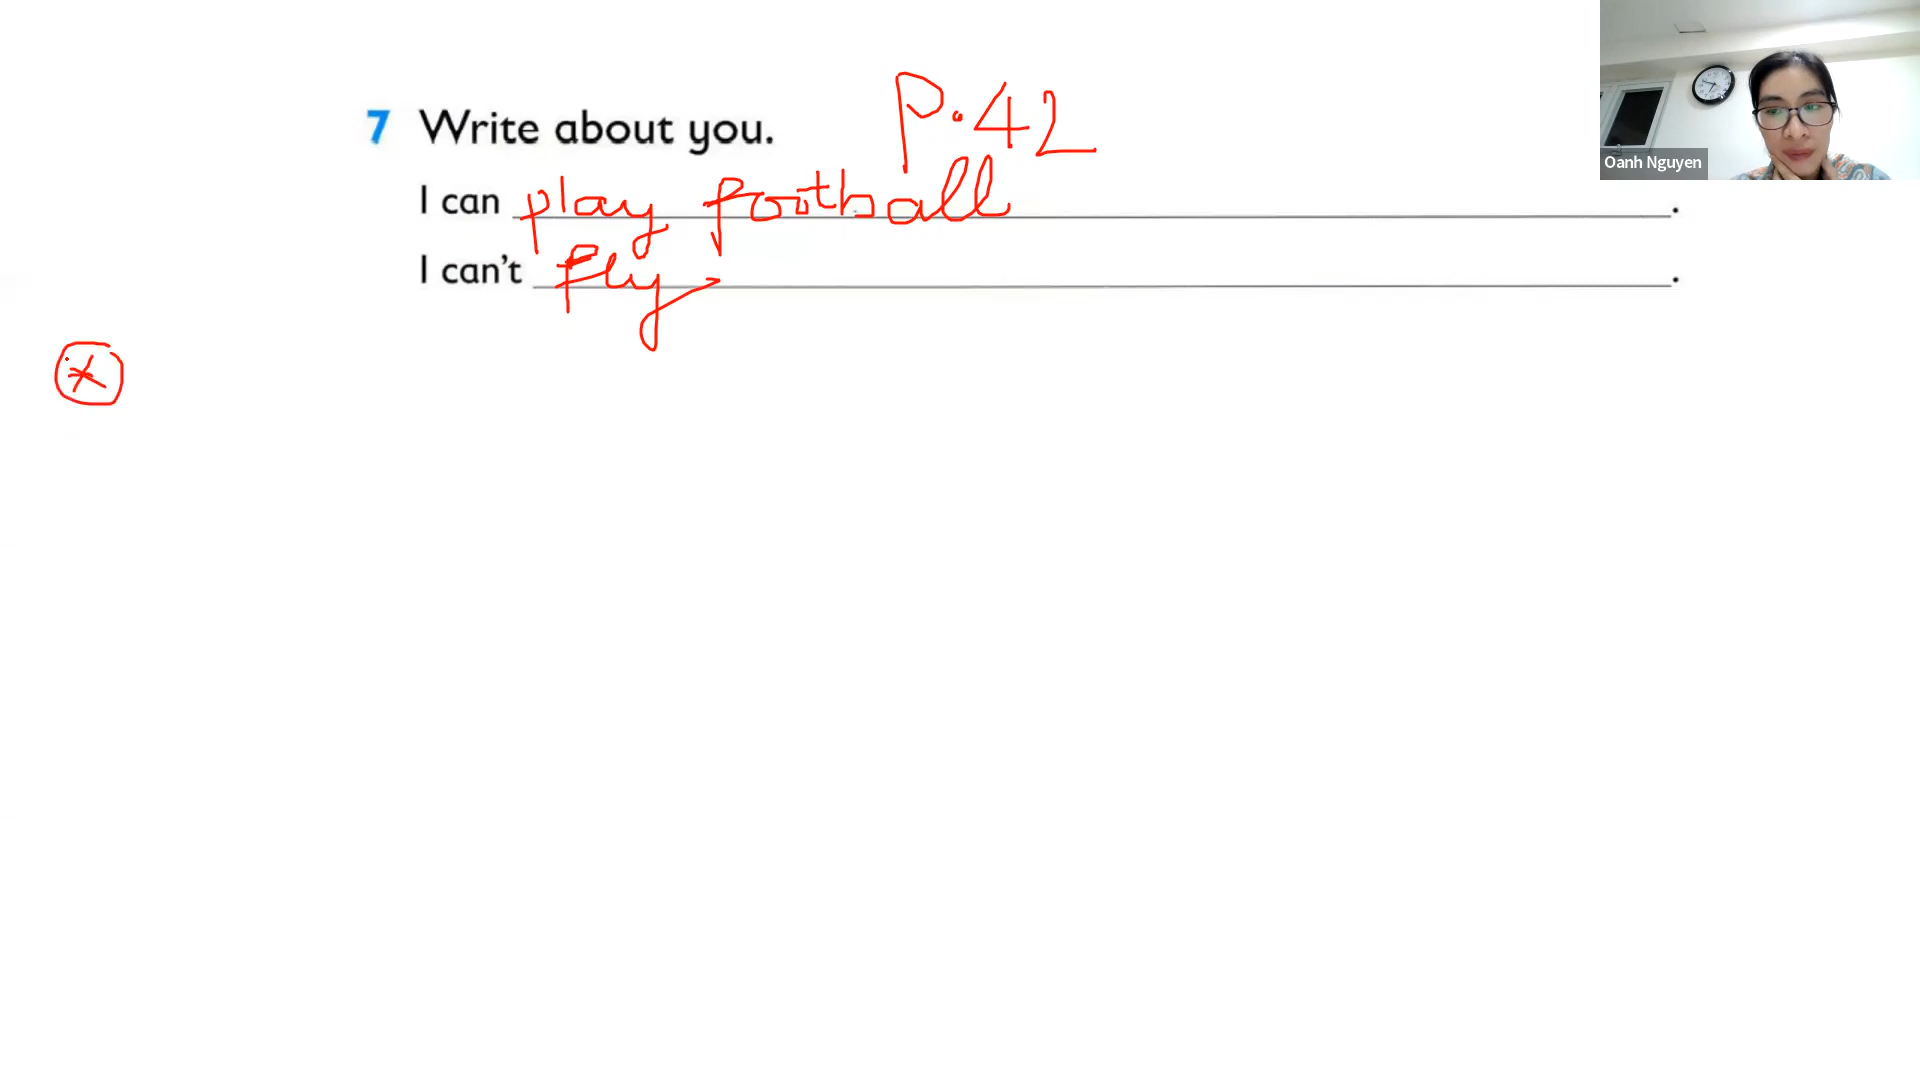 7 Write about you. P.42
I can play football.
I can't fly.
Oanh Nguyen